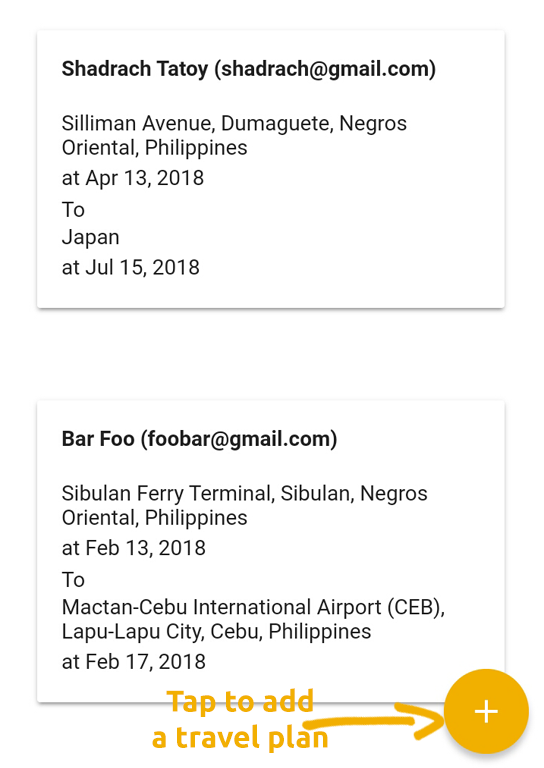 Shadrach Tatoy (shadrach@gmail.com)
Silliman Avenue, Dumaguete, Negros
Oriental, Philippines
at Apr 13, 2018
To
Japan
at Jul 15, 2018
Bar Foo (foobar@gmail.com)
Sibulan Ferry Terminal, Sibulan, Negros
Oriental, Philippines
at Feb 13, 2018
To
Mactan-Cebu International Airport (CEB),
Lapu-Lapu City, Cebu, Philippines
at Feb 17, 2018
Tap to add
a travel plan
+